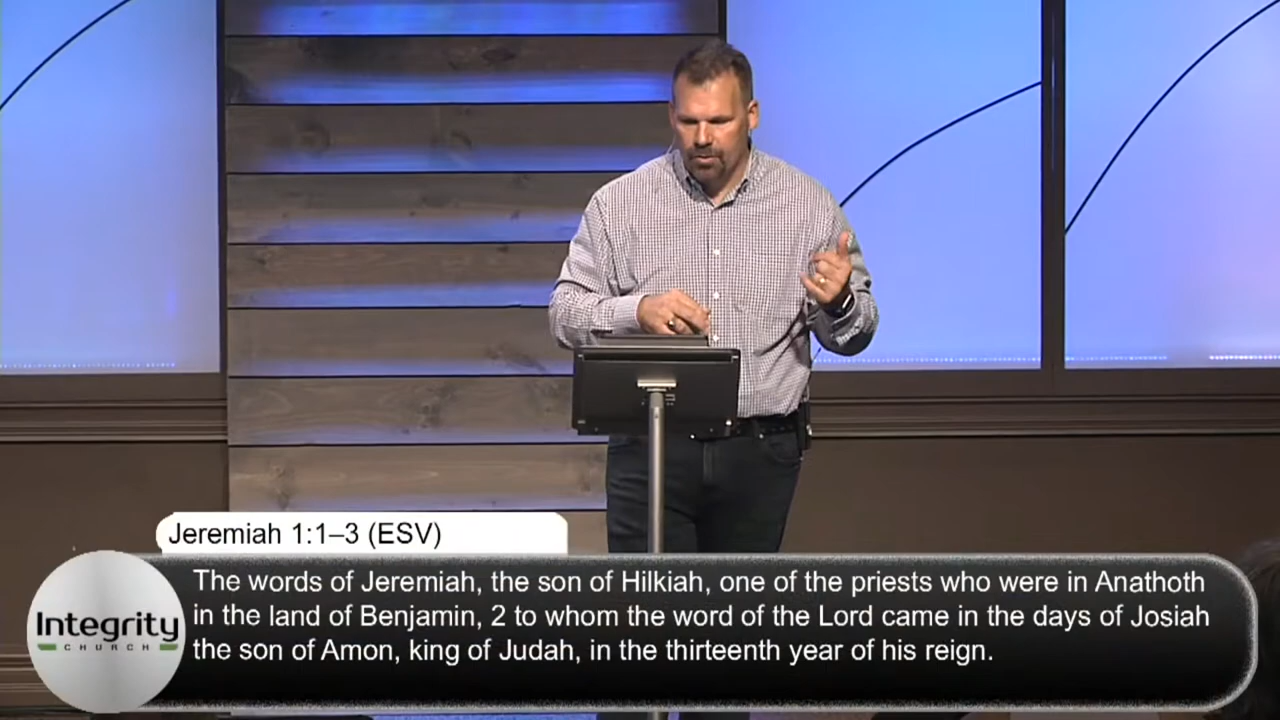 Jeremiah 1:1–3 (ESV)
The words of Jeremiah, the son of Hilkiah, one of the priests who were in Anathoth
in the land of Benjamin, 2 to whom the word of the Lord came in the days of Josiah
the son of Amon, king of Judah, in the thirteenth year of his reign.
Integrity
CHURCH